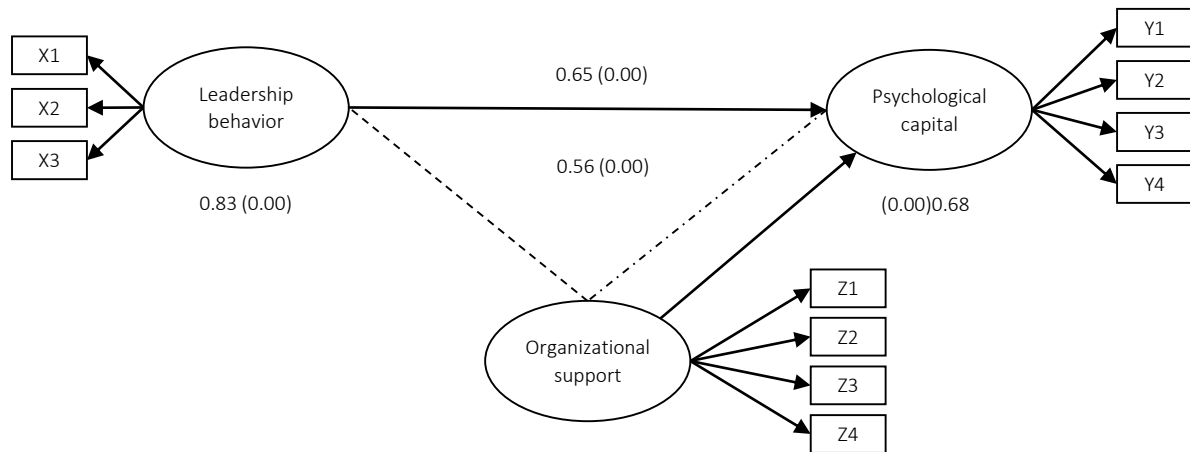 X1
X2
X3
Leadership
behavior
0.83 (0.00)
0.65 (0.00)
0.56 (0.00)
Psychological
capital
(0.00)0.68
Y1
Y2
Y3
Y4
Organizational
support
Z1
Z2
Z3
Z4